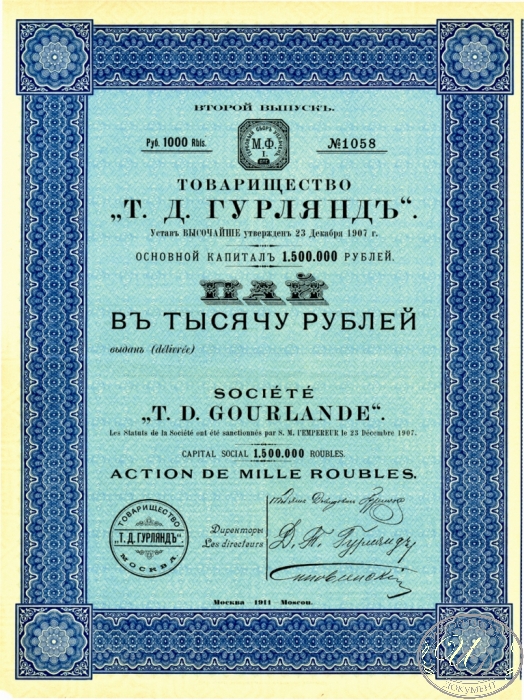 ВТОРОЙ ВЫПУСКЪ.
Руб. 1000 Rbls.
М.Ф.
I.
№1058
ТОВАРИЩЕСТВО
„Т. Д. ГУРЛЯНДЪ“.
Уставъ ВЫСОЧАЙШЕ утвержденъ 23 Декабря 1907 г.
ОСНОВНОЙ КАПИТАЛЪ 1.500.000 РУБЛЕЙ.
ПАЙ
ВЪ ТЫСЯЧУ РУБЛЕЙ
выданъ (délivrée)
SOCIÉTÉ
„T. D. GOURLANDE“.
Les Statuts de la Société ont été sanctionnés par S. M. l'EMPEREUR le 23 Décembre 1907.
CAPITAL SOCIAL 1.500.000 ROUBLES.
ACTION DE MILLE ROUBLES.
ТОВАРИЩЕСТВО
„Т. Д. ГУРЛЯНДЪ“
МОСКВА.
Директоры
Les directeurs
Д. Т. Гурляндъ
Москва 1911 Moscou.
ДОКУМЕНТ